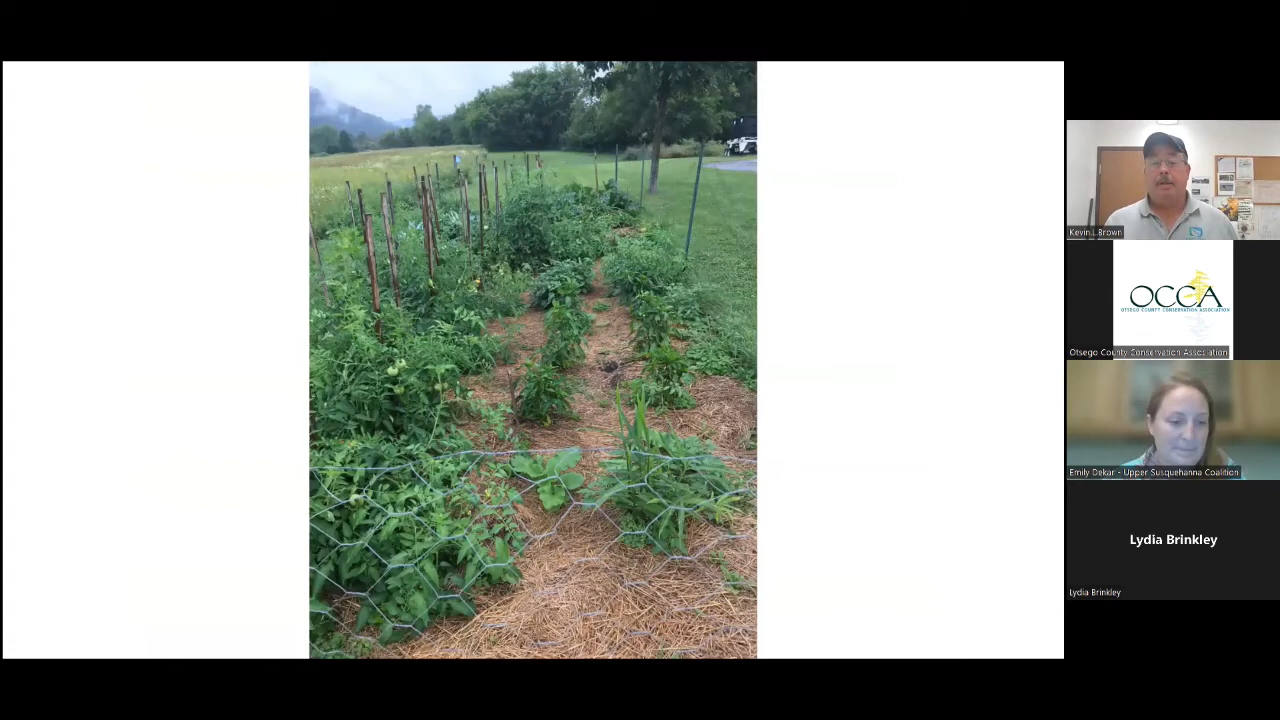 Kevin L Brown
OCCA
OTSEGO COUNTY CONSERVATION ASSOCIATION
Otsego County Conservation Association
Emily Dekar - Upper Susquehanna Coalition
Lydia Brinkley
Lydia Brinkley